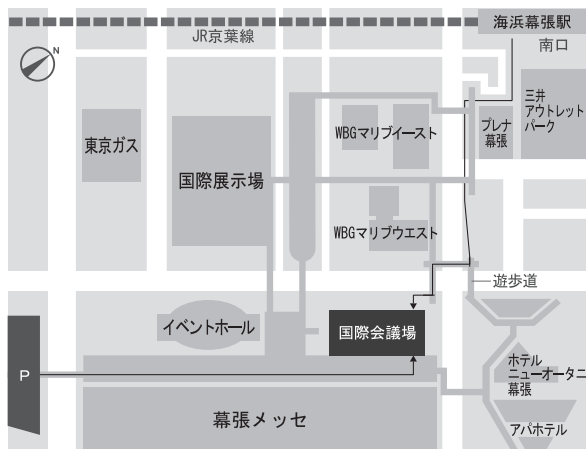 海浜幕張駅
JR京葉線
南口
N
三井
アウトレット
パーク
プレナ
幕張
WBGマリブイースト
東京ガス
国際展示場
WBGマリブウエスト
遊歩道
イベントホール
国際会議場
P
ホテル
ニューオータニ
幕張
幕張メッセ
アパホテル